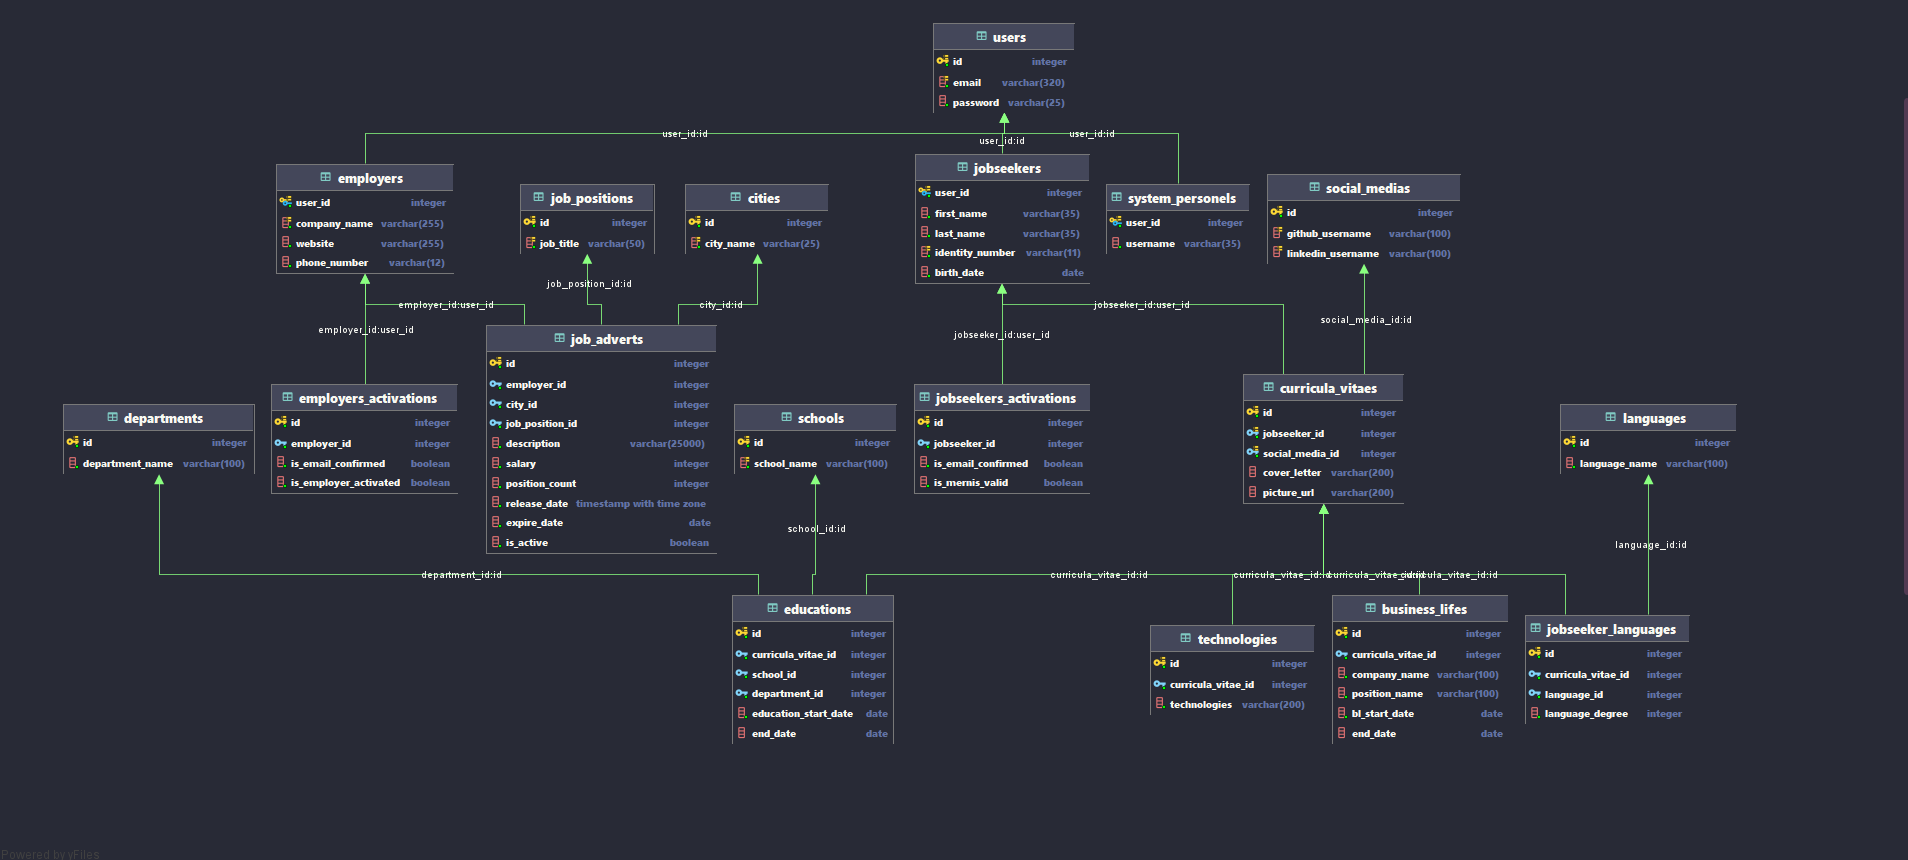 users
id integer
email varchar(320)
password varchar(25)
user_id:id
user_id:id
user_id:id
employers
user_id integer
company_name varchar(255)
website varchar(255)
phone_number varchar(12)
job_positions
id integer
job_title varchar(50)
cities
id integer
city_name varchar(25)
jobseekers
user_id integer
first_name varchar(35)
last_name varchar(35)
identity_number varchar(11)
birth_date date
system_personels
user_id integer
username varchar(35)
social_medias
id integer
github_username varchar(100)
linkedin_username varchar(100)
employer_id:user_id
employer_id:user_id
job_position_id:id
city_id:id
jobseeker_id:user_id
jobseeker_id:user_id
social_media_id:id
departments
id integer
department_name varchar(100)
employers_activations
id integer
employer_id integer
is_email_confirmed boolean
is_employer_activated boolean
job_adverts
id integer
employer_id integer
city_id integer
job_position_id integer
description varchar(25000)
salary integer
position_count integer
release_date timestamp with time zone
expire_date date
is_active boolean
schools
id integer
school_name varchar(100)
jobseekers_activations
id integer
jobseeker_id integer
is_email_confirmed boolean
is_mernis_valid boolean
curricula_vitaes
id integer
jobseeker_id integer
social_media_id integer
cover_letter varchar(200)
picture_url varchar(200)
languages
id integer
language_name varchar(100)
school_id:id
language_id:id
department_id:id
curricula_vitae_id:id
curricula_vitae_id:id
curricula_vitae_id:id
curricula_vitae_id:id
educations
id integer
curricula_vitae_id integer
school_id integer
department_id integer
education_start_date date
end_date date
technologies
id integer
curricula_vitae_id integer
technologies varchar(200)
business_lifes
id integer
curricula_vitae_id integer
company_name varchar(100)
position_name varchar(100)
bl_start_date date
end_date date
jobseeker_languages
id integer
curricula_vitae_id integer
language_id integer
language_degree integer
Powered by yFiles